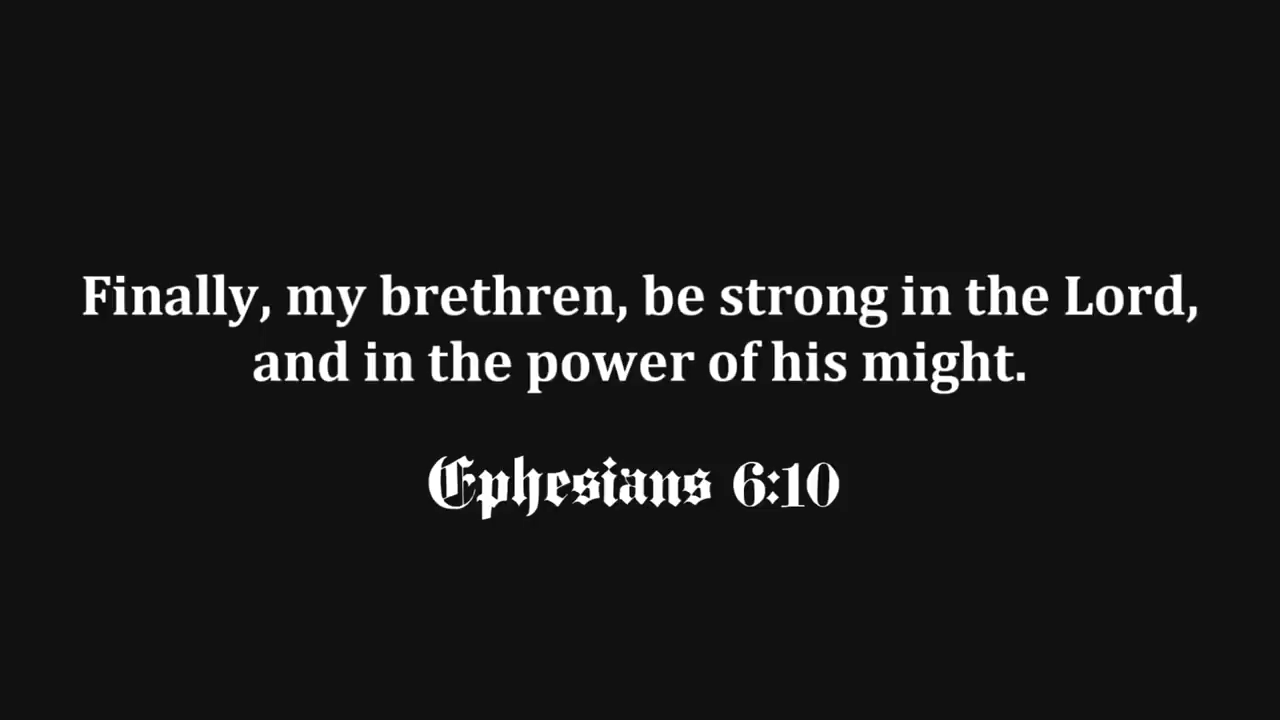 Finally, my brethren, be strong in the Lord,
and in the power of his might.
Ephesians 6:10